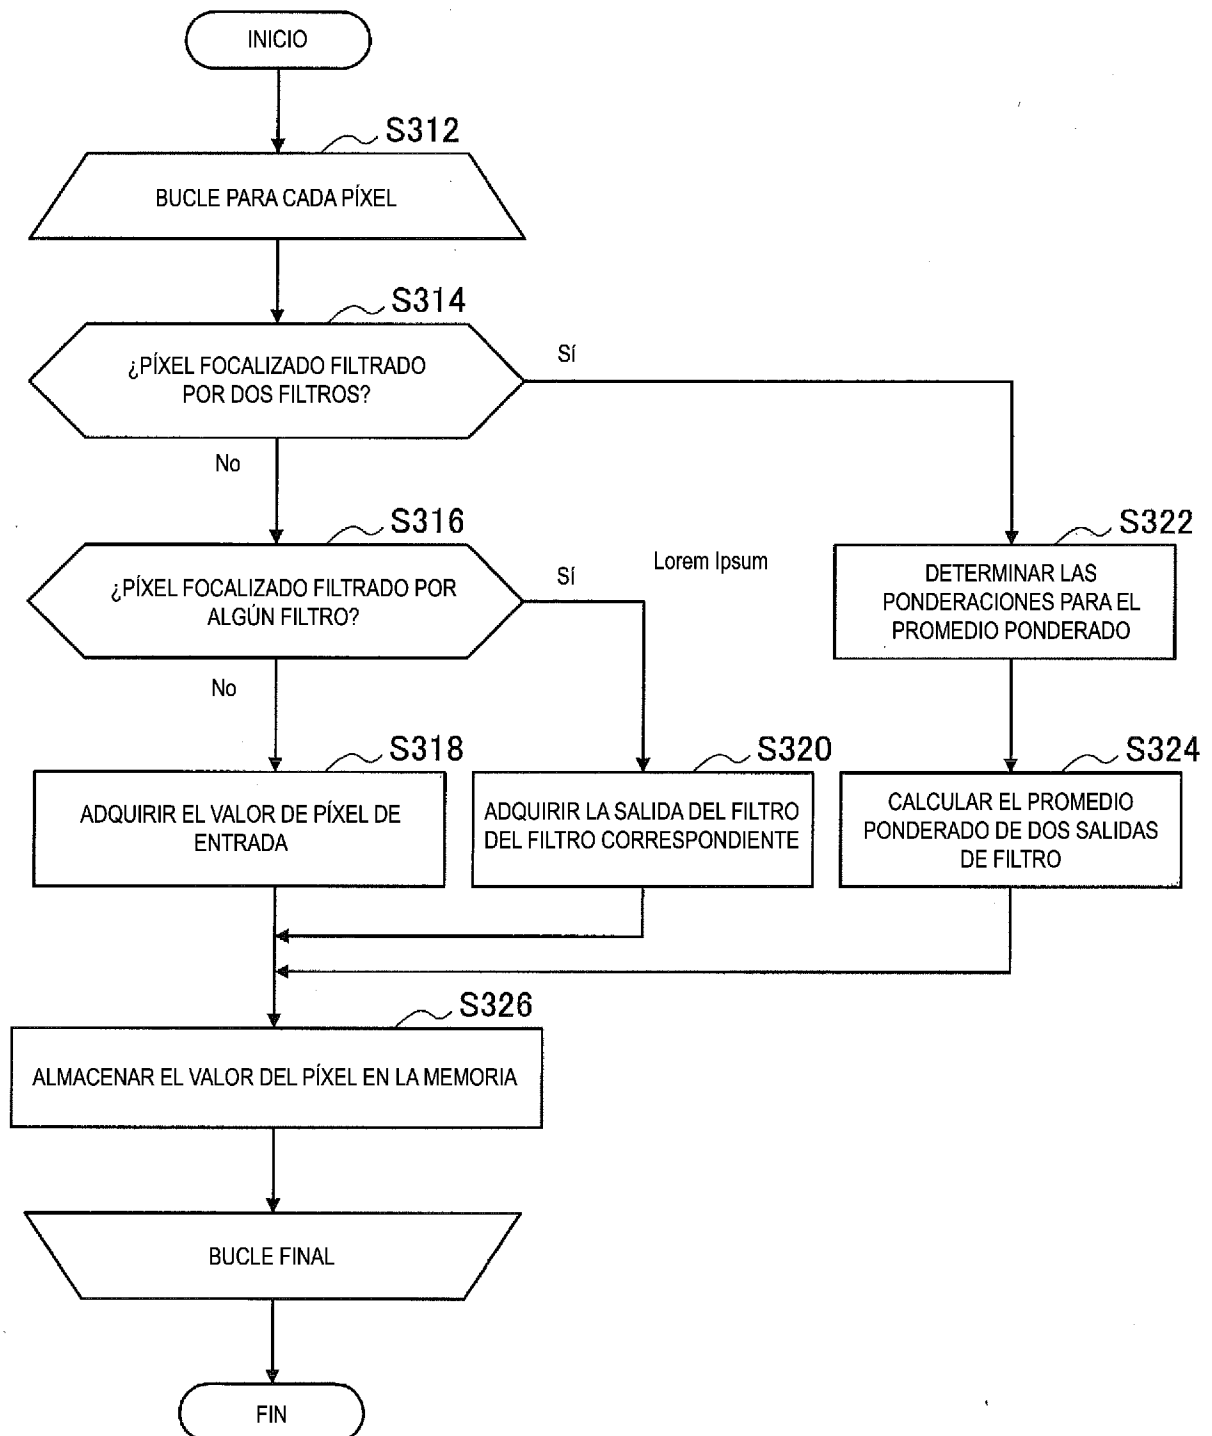 INICIO
S312
BUCLE PARA CADA PÍXEL
S314
¿PÍXEL FOCALIZADO FILTRADO
POR DOS FILTROS?
Sí
No
S316
¿PÍXEL FOCALIZADO FILTRADO POR
ALGÚN FILTRO?
Sí
Lorem Ipsum
S322
DETERMINAR LAS
PONDERACIONES PARA EL
PROMEDIO PONDERADO
No
S318
ADQUIRIR EL VALOR DE PÍXEL DE
ENTRADA
S320
ADQUIRIR LA SALIDA DEL FILTRO
DEL FILTRO CORRESPONDIENTE
S324
CALCULAR EL PROMEDIO
PONDERADO DE DOS SALIDAS
DE FILTRO
S326
ALMACENAR EL VALOR DEL PÍXEL EN LA MEMORIA
BUCLE FINAL
FIN